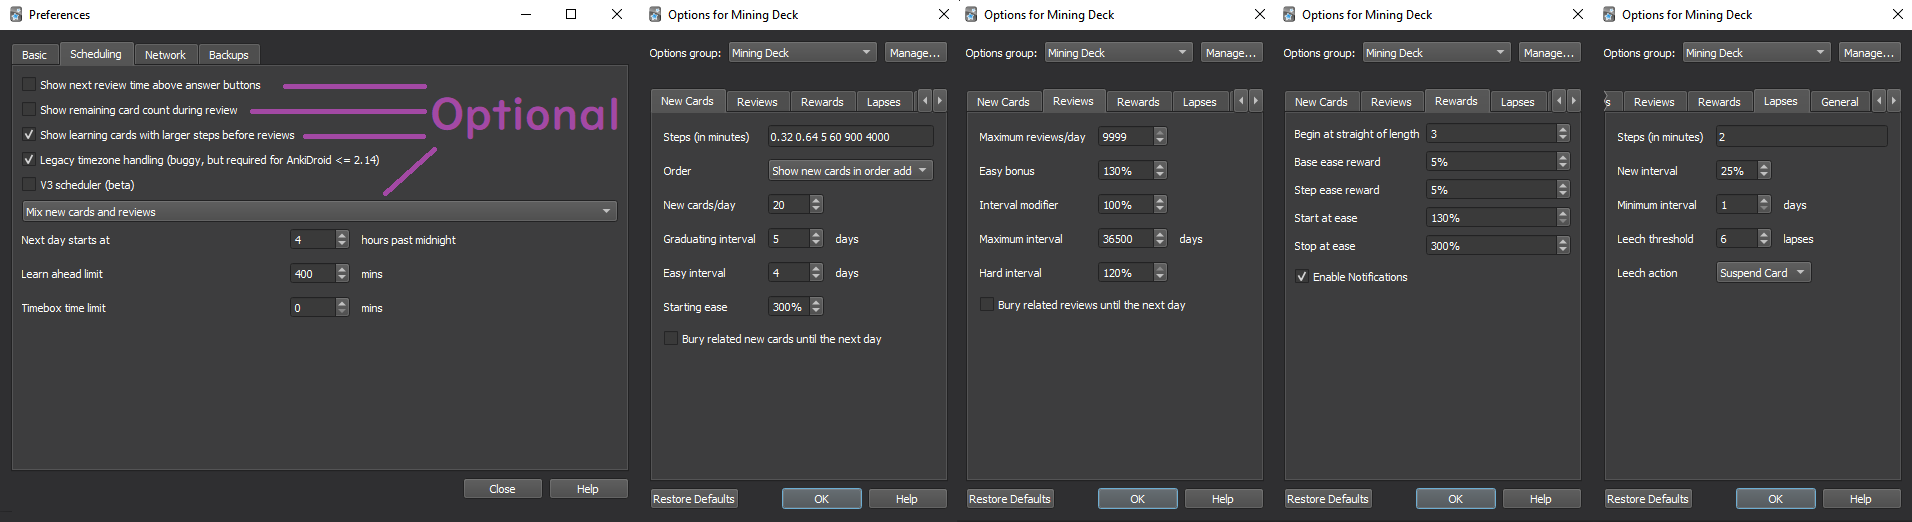 Preferences
Basic Scheduling Network Backups
Show next review time above answer buttons
Show remaining card count during review
Show learning cards with larger steps before reviews
Legacy timezone handling (buggy, but required for AnkiDroid <= 2.14)
V3 scheduler (beta)
Optional
Mix new cards and reviews
Next day starts at 4 hours past midnight
Learn ahead limit 400 mins
Timebox time limit 0 mins
Close Help
Options for Mining Deck
Options group: Mining Deck Manage...
New Cards Reviews Rewards Lapses
Steps (in minutes) 0.32 0.64 5 60 900 4000
Order Show new cards in order add
New cards/day 20
Graduating interval 5 days
Easy interval 4 days
Starting ease 300%
Bury related new cards until the next day
Restore Defaults OK Help
Options for Mining Deck
Options group: Mining Deck Manage...
New Cards Reviews Rewards Lapses
Maximum reviews/day 9999
Easy bonus 130%
Interval modifier 100%
Maximum interval 36500 days
Hard interval 120%
Bury related reviews until the next day
Restore Defaults OK Help
Options for Mining Deck
Options group: Mining Deck Manage...
New Cards Reviews Rewards Lapses
Begin at straight of length 3
Base ease reward 5%
Step ease reward 5%
Start at ease 130%
Stop at ease 300%
Enable Notifications
Restore Defaults OK Help
Options for Mining Deck
Options group: Mining Deck Manage...
s Reviews Rewards Lapses General
Steps (in minutes) 2
New interval 25%
Minimum interval 1 days
Leech threshold 6 lapses
Leech action Suspend Card
Restore Defaults OK Help